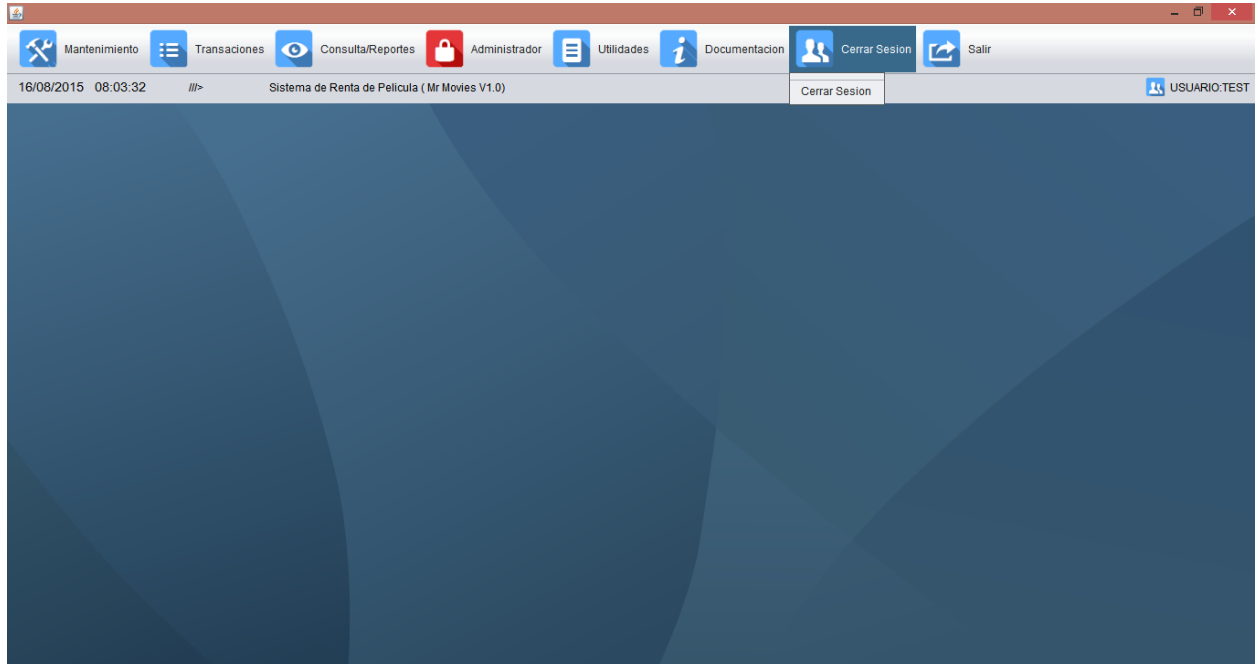 Mantenimiento Transaciones Consulta/Reportes Administrador Utilidades Documentacion Cerrar Sesion Salir
16/08/2015 08:03:32 ///> Sistema de Renta de Pelicula ( Mr Movies V1.0) Cerrar Sesion USUARIO:TEST